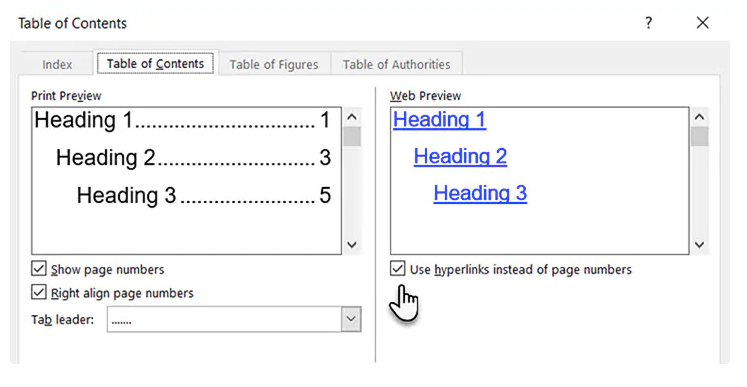 Table of Contents ?
Index Table of Contents Table of Figures Table of Authorities
Print Preview
Heading 1............................... 1
Heading 2........................... 3
Heading 3....................... 5
Show page numbers
Right align page numbers
Tab leader: .......
Web Preview
Heading 1
Heading 2
Heading 3
Use hyperlinks instead of page numbers